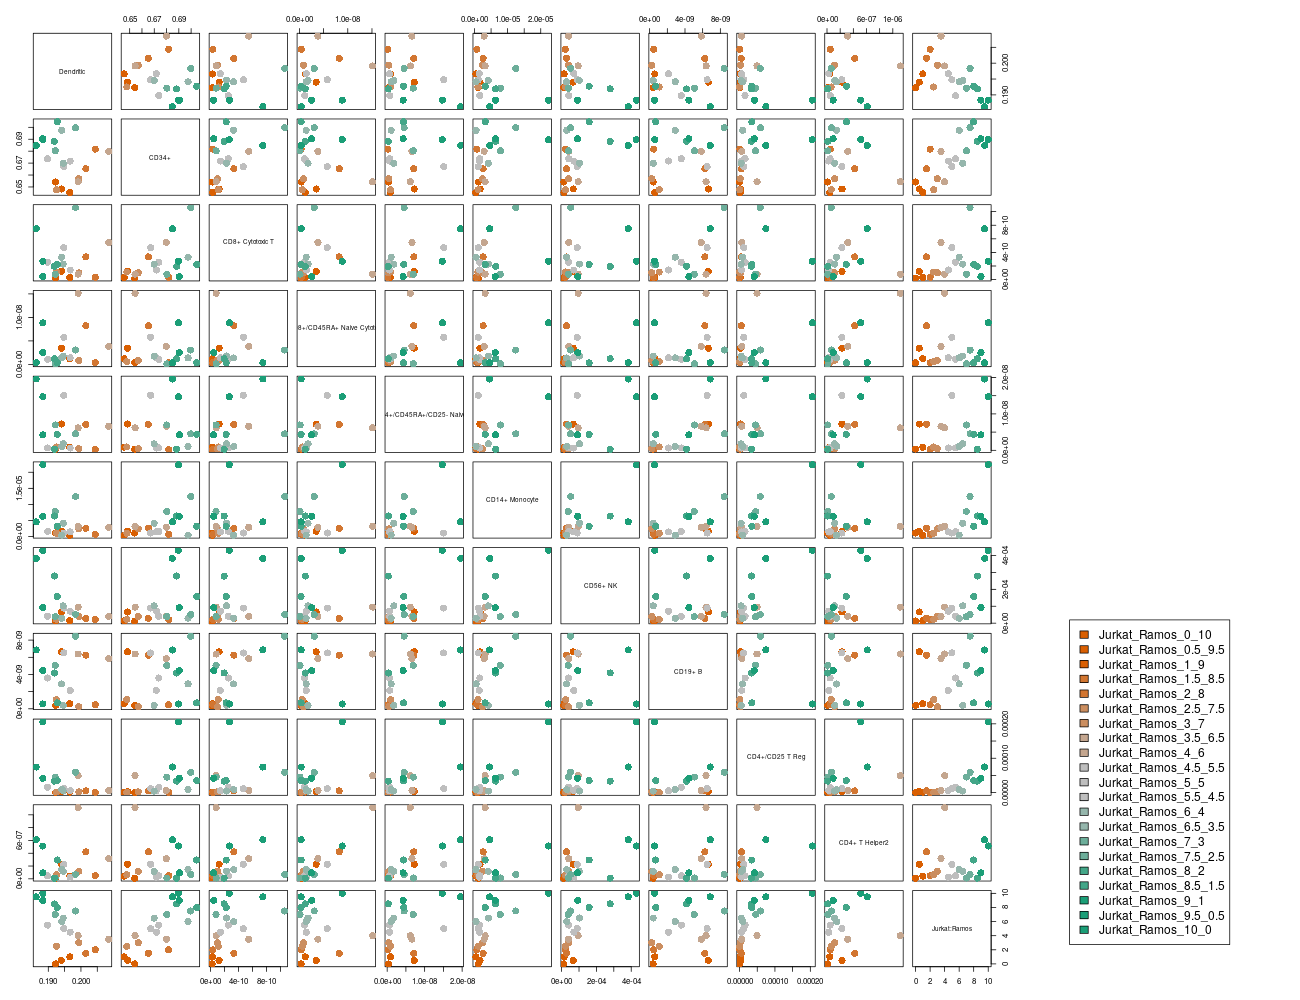 0.65 0.67 0.69 0.0e+00 1.0e-08 0.0e+00 1.0e-05 2.0e-05 0e+00 4e-09 8e-09 0e+00 6e-07 1e-06
Dendritic
0.190 0.200
CD34+
0.65 0.67 0.69
CD8+ Cytotoxic T
0e+00 4e-10 8e-10
8+/CD45RA+ Naive Cytot
0.0e+00 1.0e-08
4+/CD45RA+/CD25- Naiv
0.0e+00 1.0e-08 2.0e-08
CD14+ Monocyte
0.0e+00 1.5e-05
CD56+ NK
0e+00 2e-04 4e-04
CD19+ B
0e+00 4e-09 8e-09
CD4+/CD25 T Reg
0.00000 0.00010 0.00020
CD4+ T Helper2
0e+00 6e-07
Jurkat:Ramos
0 2 4 6 8 10
0.190 0.200 0e+00 4e-10 8e-10 0.0e+00 1.0e-08 2.0e-08 0e+00 2e-04 4e-04 0.00000 0.00010 0.00020 0 2 4 6 8 10
Jurkat_Ramos_0_10
Jurkat_Ramos_0.5_9.5
Jurkat_Ramos_1_9
Jurkat_Ramos_1.5_8.5
Jurkat_Ramos_2_8
Jurkat_Ramos_2.5_7.5
Jurkat_Ramos_3_7
Jurkat_Ramos_3.5_6.5
Jurkat_Ramos_4_6
Jurkat_Ramos_4.5_5.5
Jurkat_Ramos_5_5
Jurkat_Ramos_5.5_4.5
Jurkat_Ramos_6_4
Jurkat_Ramos_6.5_3.5
Jurkat_Ramos_7_3
Jurkat_Ramos_7.5_2.5
Jurkat_Ramos_8_2
Jurkat_Ramos_8.5_1.5
Jurkat_Ramos_9_1
Jurkat_Ramos_9.5_0.5
Jurkat_Ramos_10_0